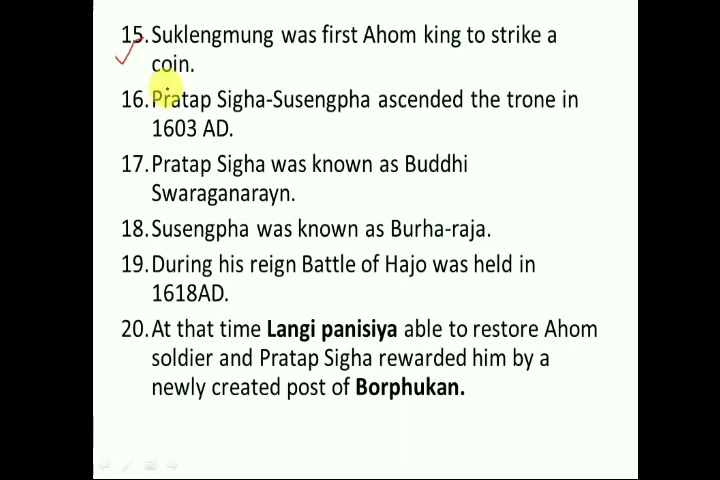 15. Suklengmung was first Ahom king to strike a
coin.
16. Pratap Sigha-Susengpha ascended the trone in
1603 AD.
17. Pratap Sigha was known as Buddhi
Swaraganarayn.
18. Susengpha was known as Burha-raja.
19. During his reign Battle of Hajo was held in
1618AD.
20. At that time Langi panisiya able to restore Ahom
soldier and Pratap Sigha rewarded him by a
newly created post of Borphukan.